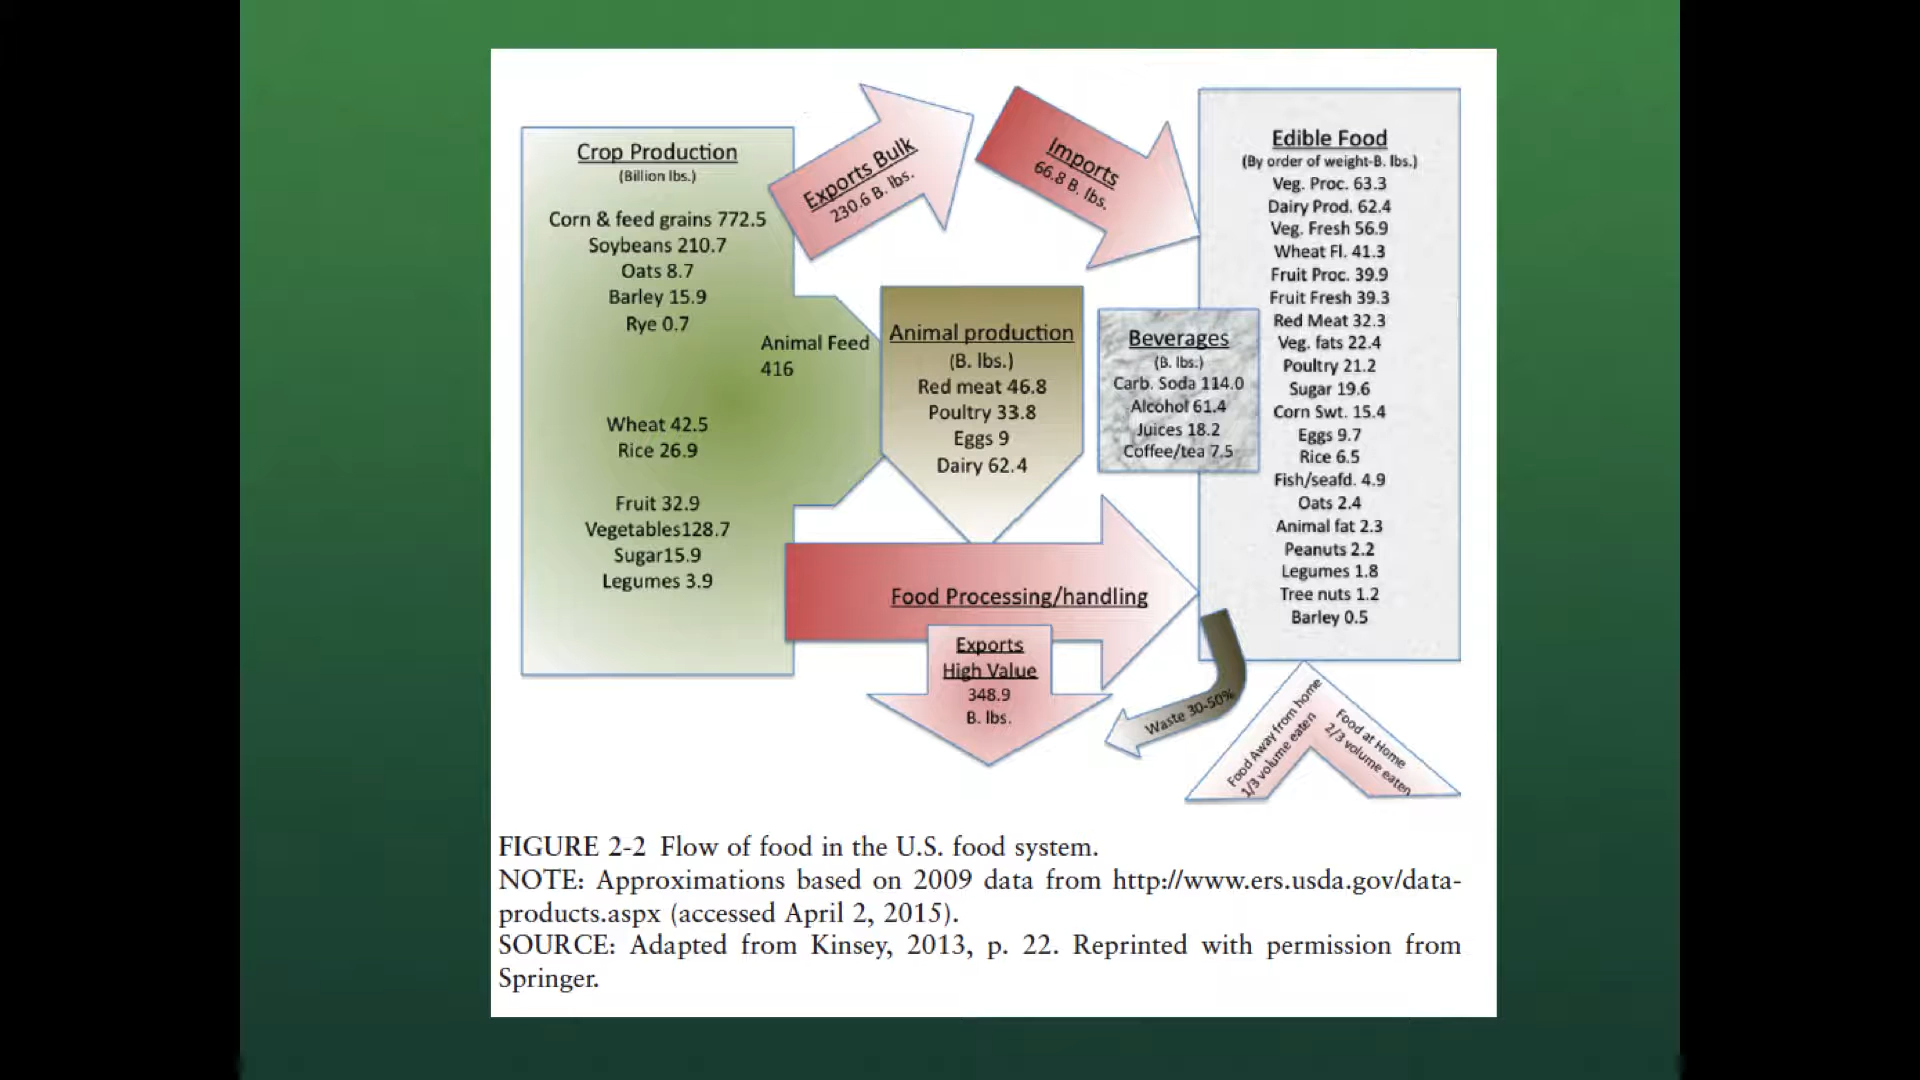 Crop Production
(Billion lbs.)
Corn & feed grains 772.5
Soybeans 210.7
Oats 8.7
Barley 15.9
Rye 0.7
Animal Feed
416
Wheat 42.5
Rice 26.9
Fruit 32.9
Vegetables128.7
Sugar15.9
Legumes 3.9
Exports Bulk
230.6 B. lbs.
Imports
66.8 B. lbs.
Animal production
(B. lbs.)
Red meat 46.8
Poultry 33.8
Eggs 9
Dairy 62.4
Beverages
(B. lbs.)
Carb. Soda 114.0
Alcohol 61.4
Juices 18.2
Coffee/tea 7.5
Edible Food
(By order of weight-B. lbs.)
Veg. Proc. 63.3
Dairy Prod. 62.4
Veg. Fresh 56.9
Wheat Fl. 41.3
Fruit Proc. 39.9
Fruit Fresh 39.3
Red Meat 32.3
Veg. fats 22.4
Poultry 21.2
Sugar 19.6
Corn Swt. 15.4
Eggs 9.7
Rice 6.5
Fish/seafd. 4.9
Oats 2.4
Animal fat 2.3
Peanuts 2.2
Legumes 1.8
Tree nuts 1.2
Barley 0.5
Food Processing/handling
Exports
High Value
348.9
B. lbs.
Waste 30-50%
Food Away from home
1/3 volume eaten
Food at Home
2/3 volume eaten
FIGURE 2-2 Flow of food in the U.S. food system.
NOTE: Approximations based on 2009 data from http://www.ers.usda.gov/data-
products.aspx (accessed April 2, 2015).
SOURCE: Adapted from Kinsey, 2013, p. 22. Reprinted with permission from
Springer.